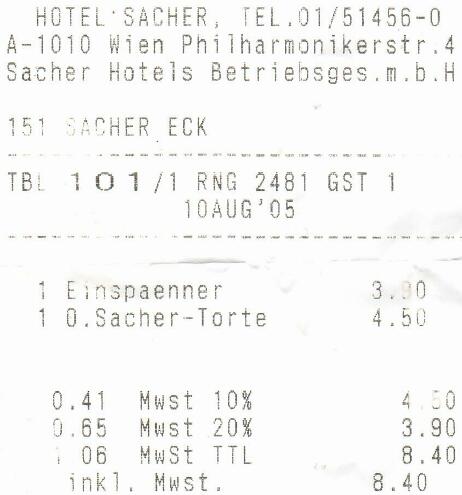 HOTEL SACHER, TEL.01/51456-0
A-1010 Wien Philharmonikerstr.4
Sacher Hotels Betriebsges.m.b.H
151 SACHER ECK
TBL 101/1 RNG 2481 GST 1
10AUG'05
1 Einspaenner 3.90
1 O.Sacher-Torte 4.50
0.41 Mwst 10% 4.50
0.65 Mwst 20% 3.90
1 06 MwSt TTL 8.40
inkl. Mwst. 8.40